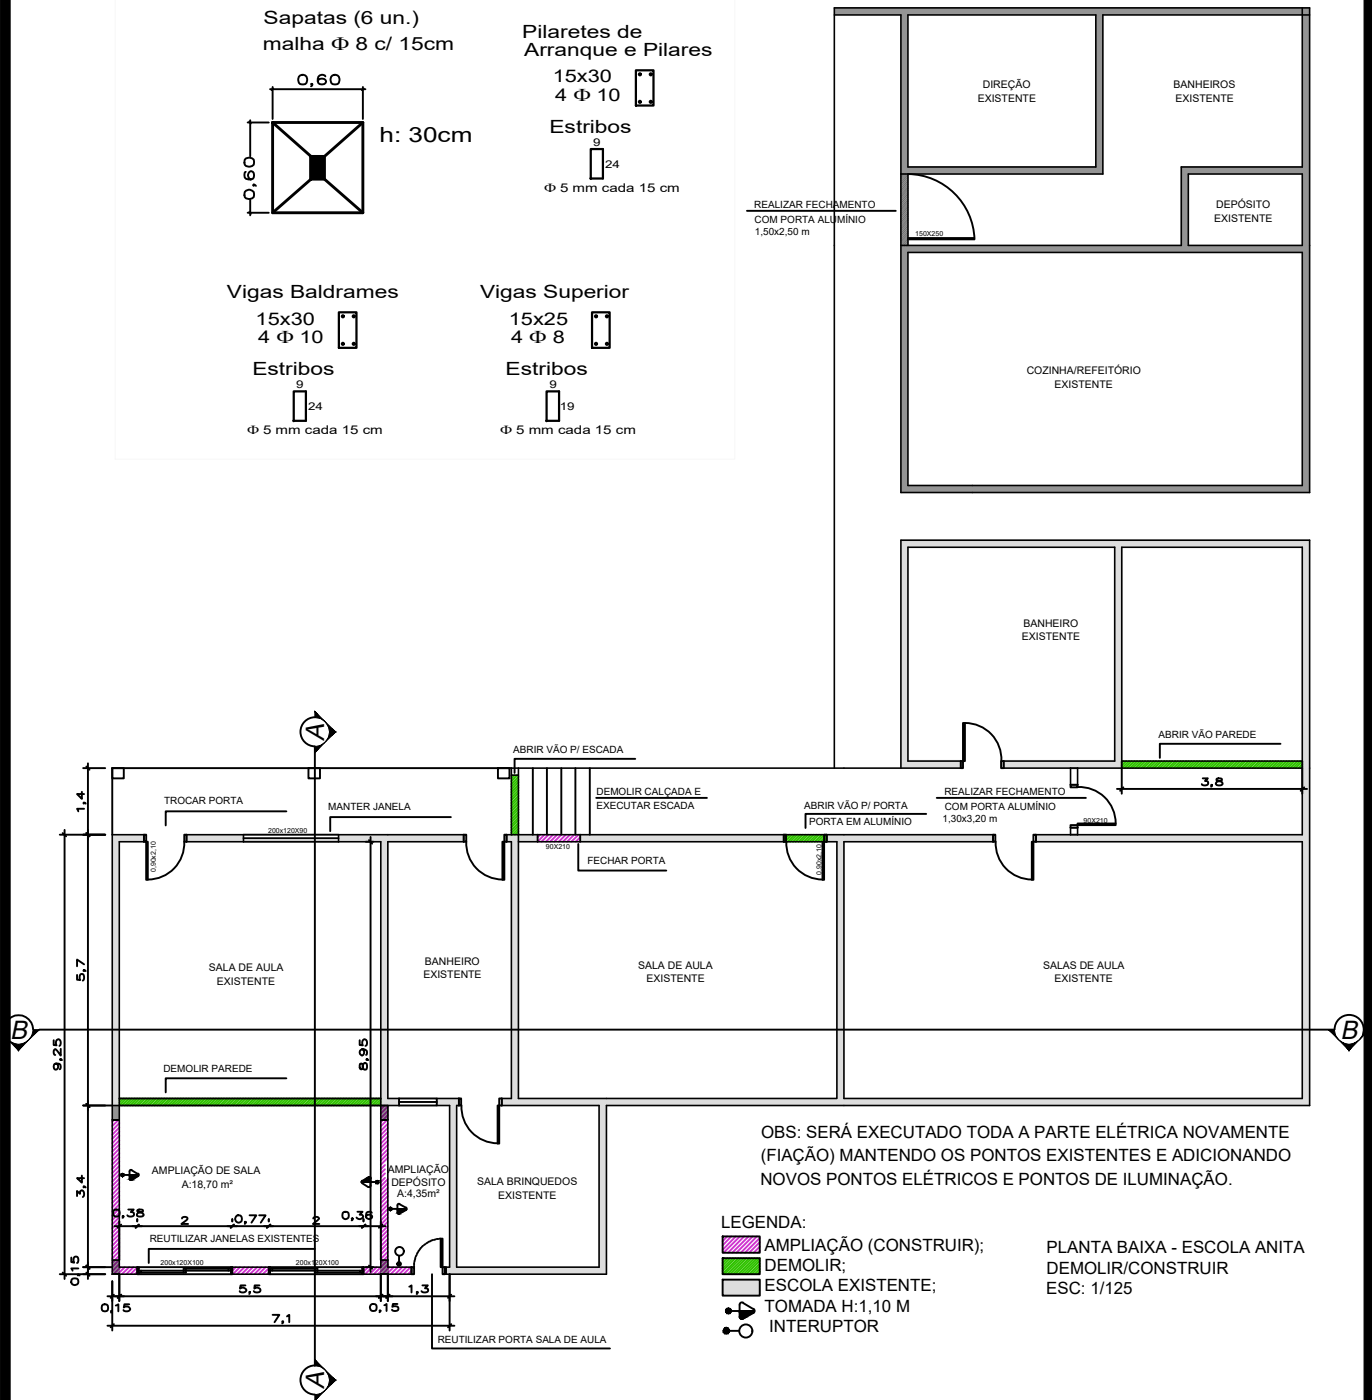 Sapatas (6 un.)
malha Φ 8 c/ 15cm
0,60
0,60
h: 30cm
Pilaretes de
Arranque e Pilares
15x30
4 Φ 10
Estribos
9
24
Φ 5 mm cada 15 cm
Vigas Baldrames
15x30
4 Φ 10
Estribos
9
24
Φ 5 mm cada 15 cm
Vigas Superior
15x25
4 Φ 8
Estribos
9
19
Φ 5 mm cada 15 cm
DIREÇÃO
EXISTENTE
BANHEIROS
EXISTENTE
DEPÓSITO
EXISTENTE
REALIZAR FECHAMENTO
COM PORTA ALUMÍNIO
1,50x2,50 m
150X250
COZINHA/REFEITÓRIO
EXISTENTE
BANHEIRO
EXISTENTE
ABRIR VÃO PAREDE
3,8
A
ABRIR VÃO P/ ESCADA
1,4
TROCAR PORTA
MANTER JANELA
200x120X90
DEMOLIR CALÇADA E
EXECUTAR ESCADA
ABRIR VÃO P/ PORTA
PORTA EM ALUMÍNIO
REALIZAR FECHAMENTO
COM PORTA ALUMÍNIO
1,30x3,20 m
90X210
0,90x2,10
90X210
FECHAR PORTA
0,90x2,10
5,7
9,25
8,95
SALA DE AULA
EXISTENTE
BANHEIRO
EXISTENTE
SALA DE AULA
EXISTENTE
SALAS DE AULA
EXISTENTE
B
B
DEMOLIR PAREDE
3,4
AMPLIAÇÃO DE SALA
A:18,70 m²
AMPLIAÇÃO
DEPÓSITO
A:4,35m²
SALA BRINQUEDOS
EXISTENTE
0,38
2
0,77
2
0,36
REUTILIZAR JANELAS EXISTENTES
200x120X100
200x120X100
0,15
0,15
5,5
0,15
1,3
7,1
REUTILIZAR PORTA SALA DE AULA
A
OBS: SERÁ EXECUTADO TODA A PARTE ELÉTRICA NOVAMENTE
(FIAÇÃO) MANTENDO OS PONTOS EXISTENTES E ADICIONANDO
NOVOS PONTOS ELÉTRICOS E PONTOS DE ILUMINAÇÃO.
LEGENDA:
AMPLIAÇÃO (CONSTRUIR);
DEMOLIR;
ESCOLA EXISTENTE;
TOMADA H:1,10 M
INTERUPTOR
PLANTA BAIXA - ESCOLA ANITA
DEMOLIR/CONSTRUIR
ESC: 1/125